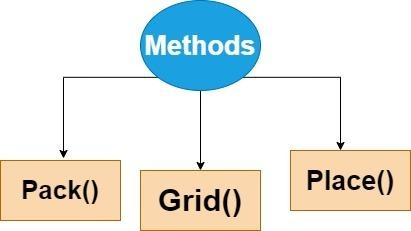 Methods
Pack()
Grid()
Place()